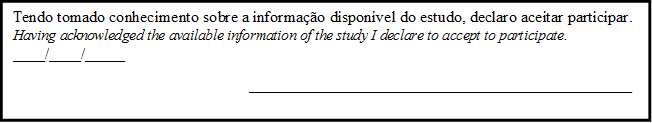 Tendo tomado conhecimento sobre a informação disponível do estudo, declaro aceitar participar.
Having acknowledged the available information of the study I declare to accept to participate.
____/____/_____
________________________________________________